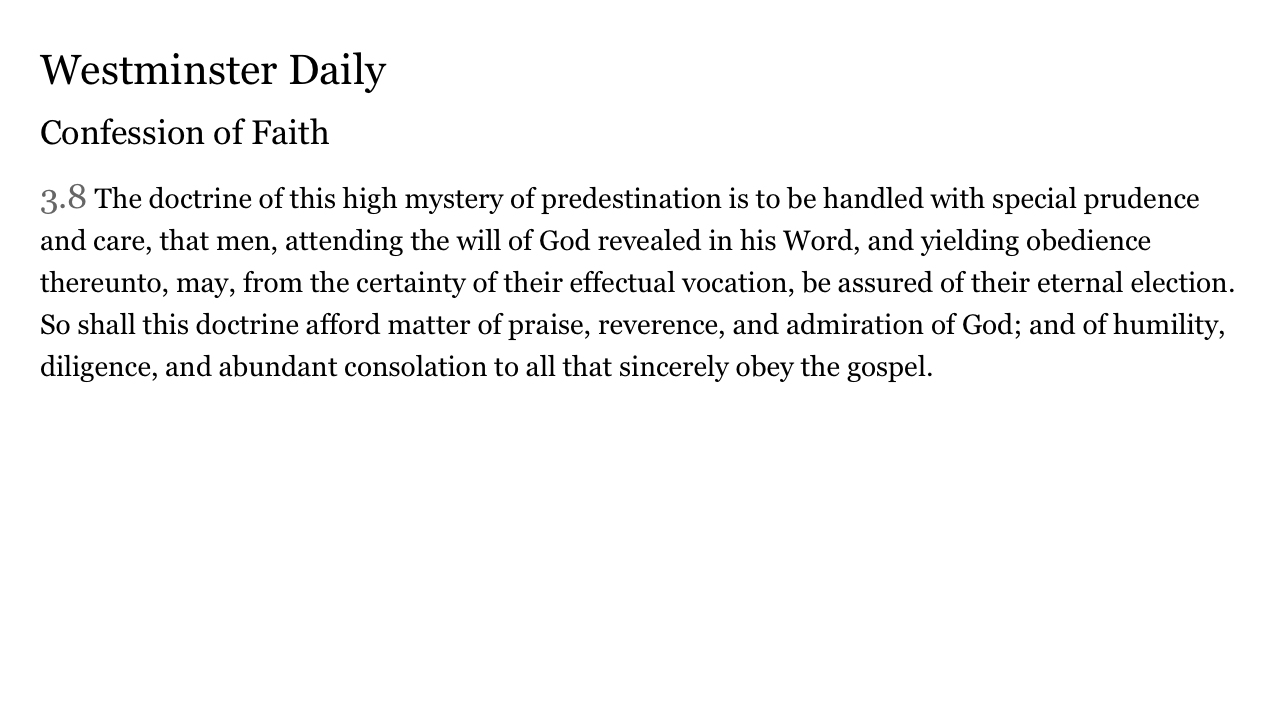 Westminster Daily
Confession of Faith
3.8 The doctrine of this high mystery of predestination is to be handled with special prudence
and care, that men, attending the will of God revealed in his Word, and yielding obedience
thereunto, may, from the certainty of their effectual vocation, be assured of their eternal election.
So shall this doctrine afford matter of praise, reverence, and admiration of God; and of humility,
diligence, and abundant consolation to all that sincerely obey the gospel.